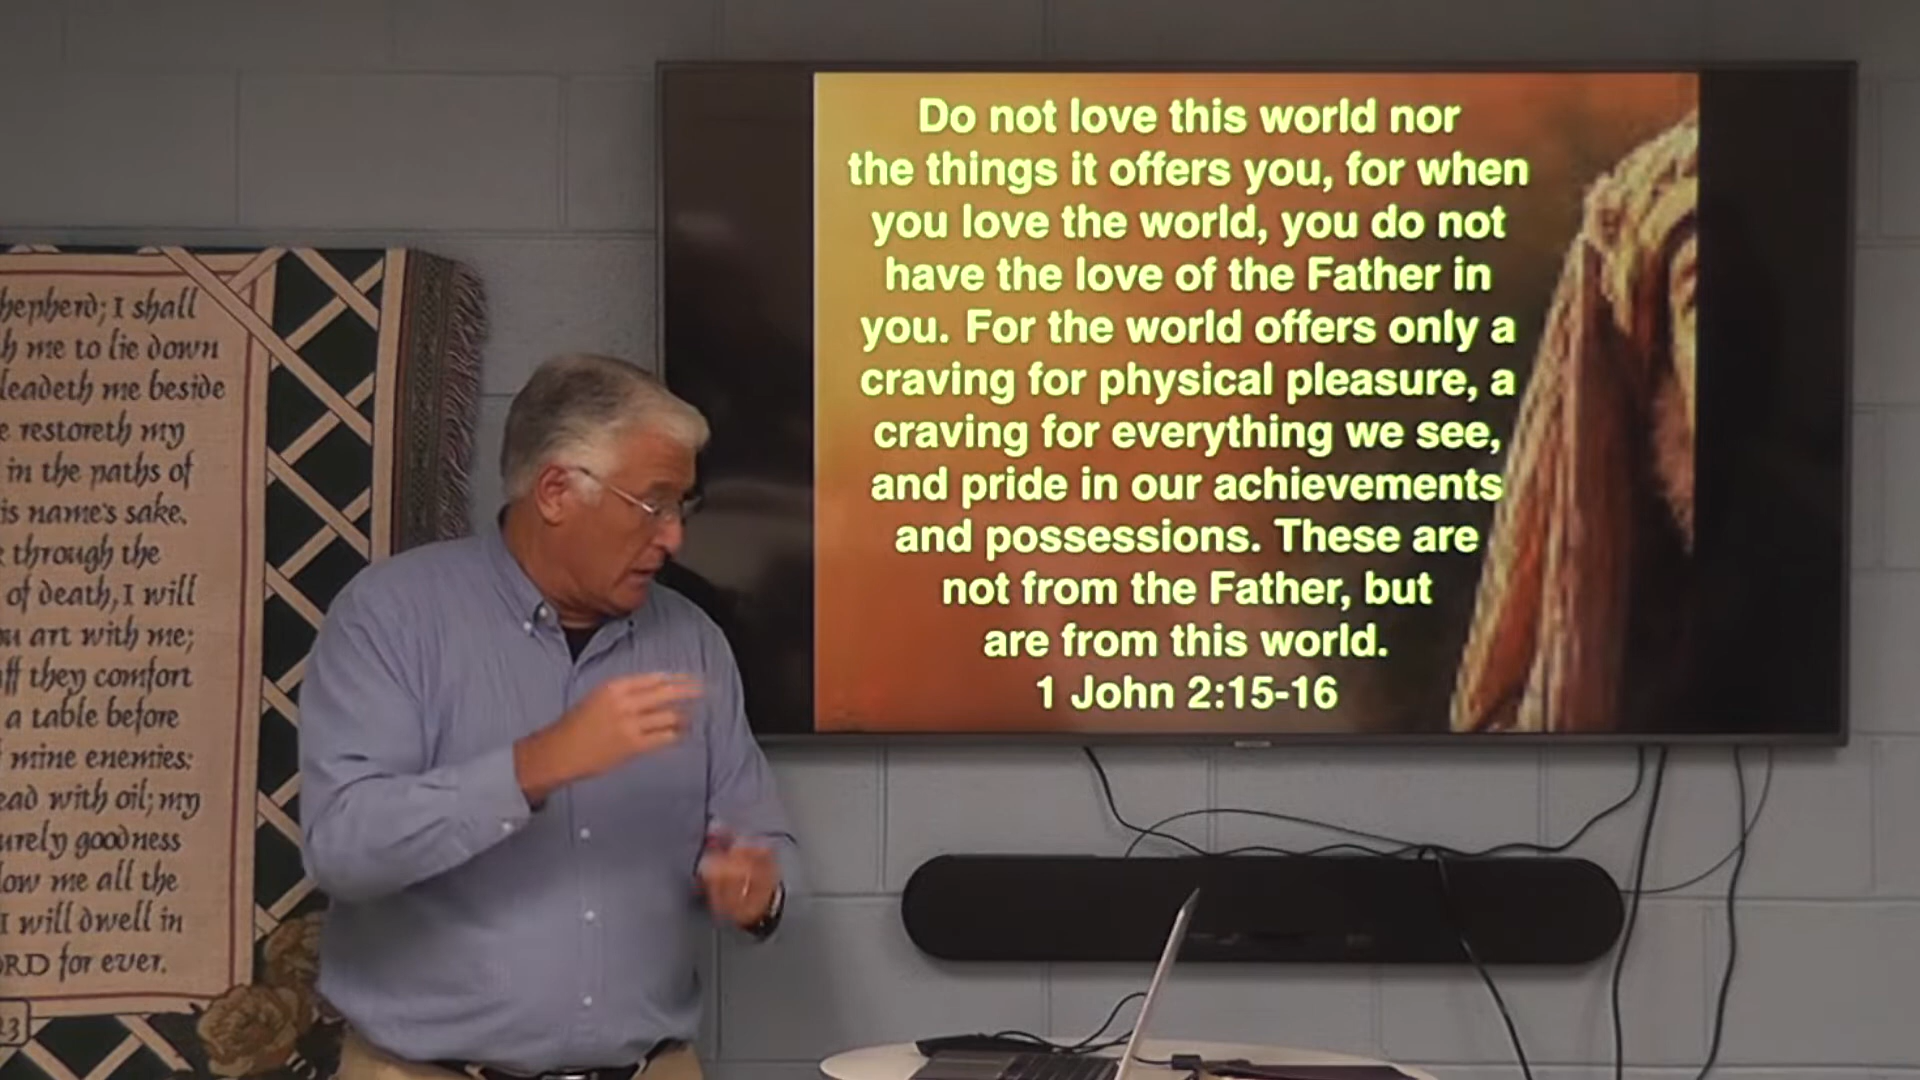 hepherd; I shall
h me to lie down
leadeth me beside
e restoreth my
in the paths of
is name's sake.
through the
of death, I will
u art with me;
ff they comfort
a table before
mine enemies:
ead with oil; my
urely goodness
ow me all the
I will dwell in
ORD for ever.
23
Do not love this world nor
the things it offers you, for when
you love the world, you do not
have the love of the Father in
you. For the world offers only a
craving for physical pleasure, a
craving for everything we see,
and pride in our achievements
and possessions. These are
not from the Father, but
are from this world.
1 John 2:15-16